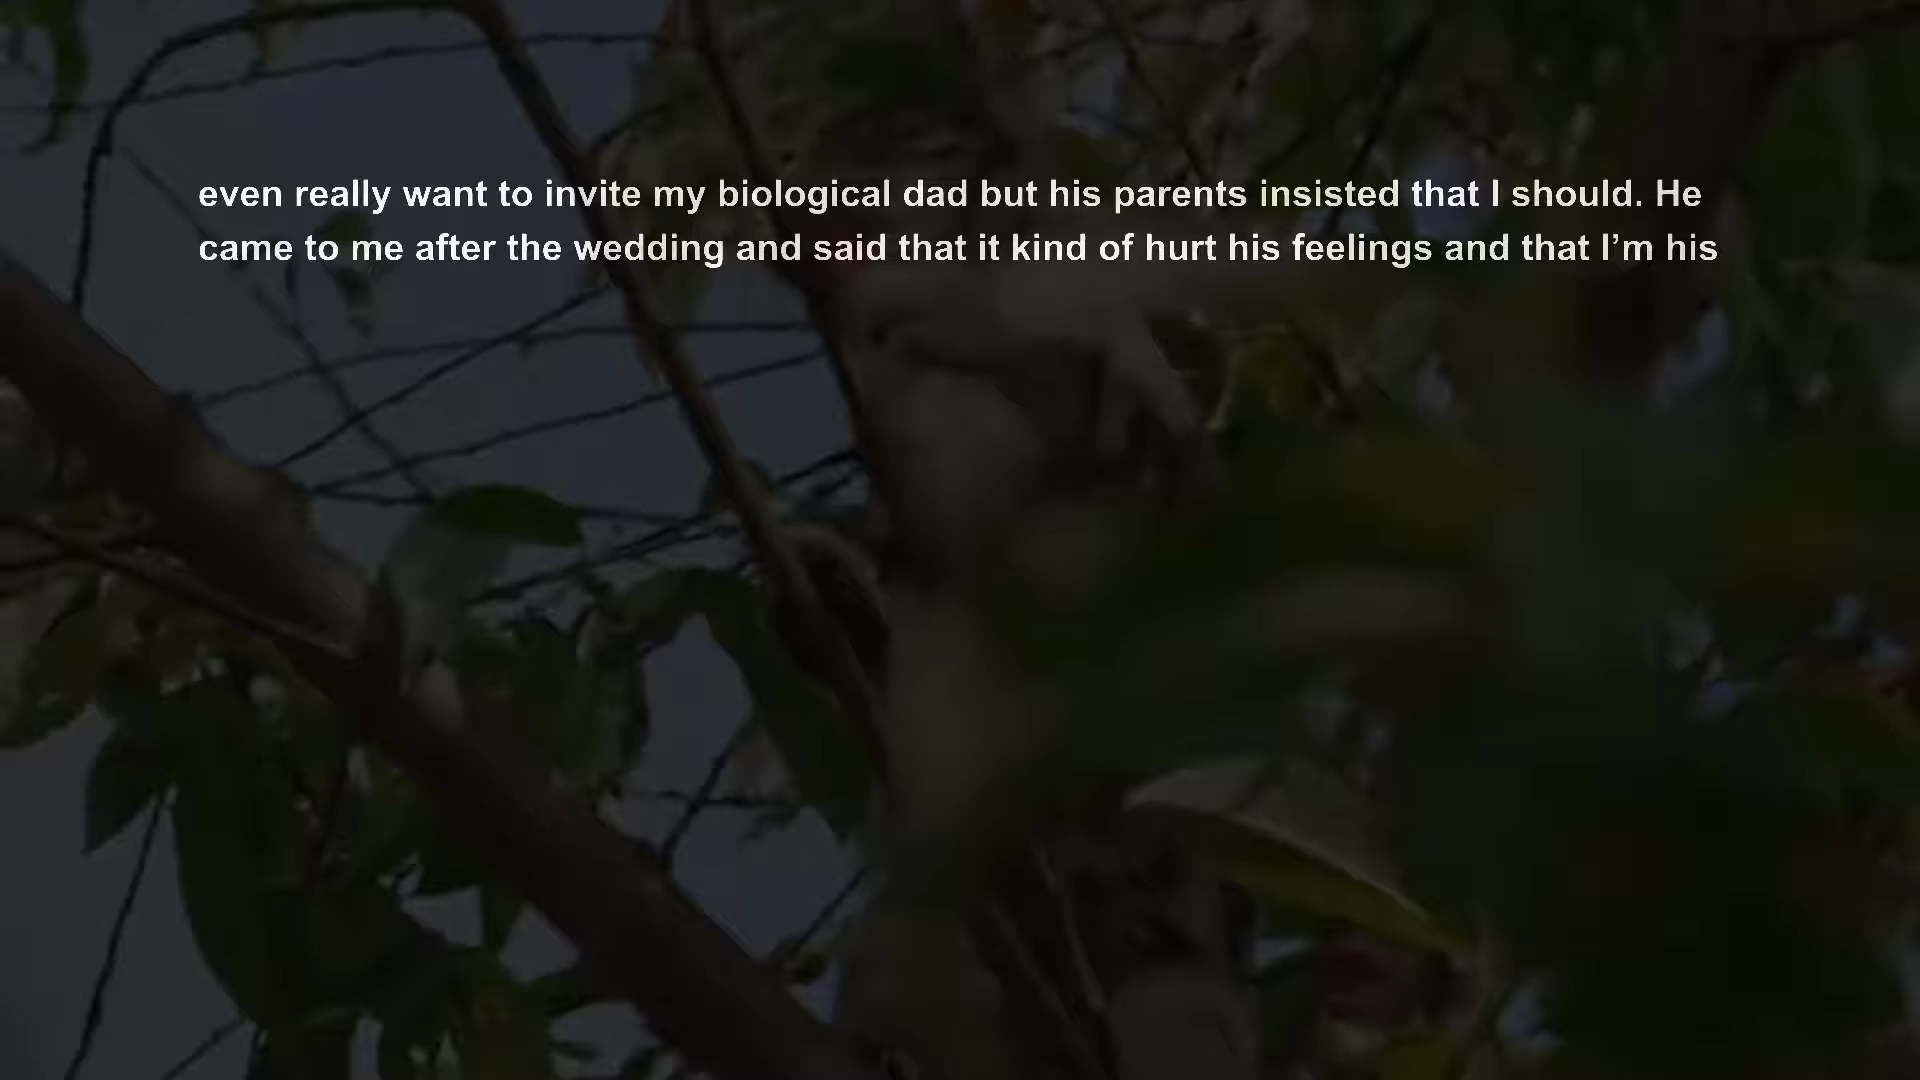 even really want to invite my biological dad but his parents insisted that I should. He
came to me after the wedding and said that it kind of hurt his feelings and that I’m his